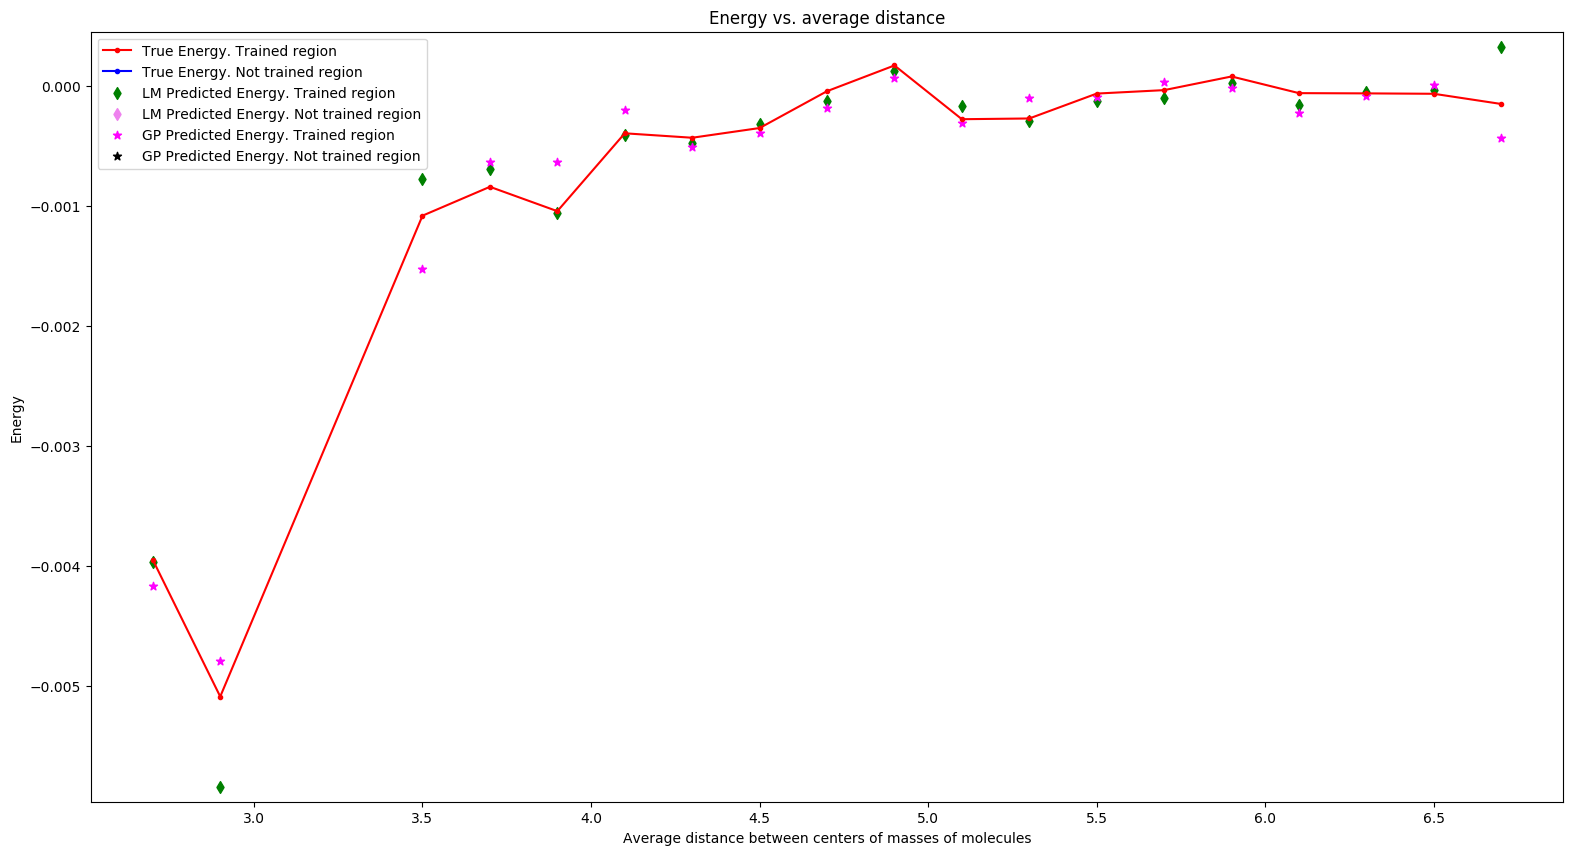 Energy vs. average distance
True Energy. Trained region
True Energy. Not trained region
LM Predicted Energy. Trained region
LM Predicted Energy. Not trained region
GP Predicted Energy. Trained region
GP Predicted Energy. Not trained region
0.000
−0.001
−0.002
−0.003
−0.004
−0.005
Energy
3.0 3.5 4.0 4.5 5.0 5.5 6.0 6.5
Average distance between centers of masses of molecules